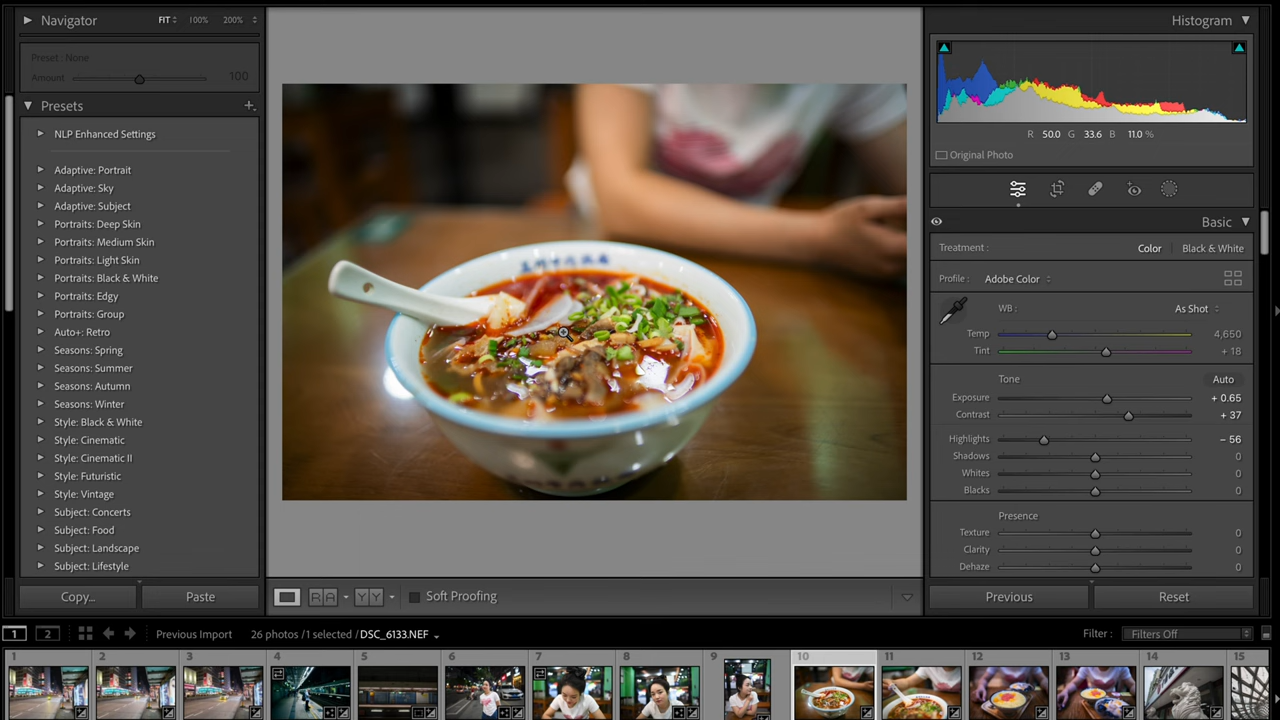 Navigator FIT 100% 200%
Preset : None
Amount 100
Presets
NLP Enhanced Settings
Adaptive: Portrait
Adaptive: Sky
Adaptive: Subject
Portraits: Deep Skin
Portraits: Medium Skin
Portraits: Light Skin
Portraits: Black & White
Portraits: Edgy
Portraits: Group
Auto+: Retro
Seasons: Spring
Seasons: Summer
Seasons: Autumn
Seasons: Winter
Style: Black & White
Style: Cinematic
Style: Cinematic II
Style: Futuristic
Style: Vintage
Subject: Concerts
Subject: Food
Subject: Landscape
Subject: Lifestyle
Copy... Paste
R A Y Y Soft Proofing
Histogram
R 50.0 G 33.6 B 11.0 %
Original Photo
Basic
Treatment : Color Black & White
Profile : Adobe Color
WB : As Shot
Temp 4,650
Tint + 18
Tone Auto
Exposure + 0.65
Contrast + 37
Highlights – 56
Shadows 0
Whites 0
Blacks 0
Presence
Texture 0
Clarity 0
Dehaze 0
Previous Reset
1 2 Previous Import 26 photos / 1 selected / DSC_6133.NEF Filter : Filters Off
1 2 3 4 5 6 7 8 9 10 11 12 13 14 15